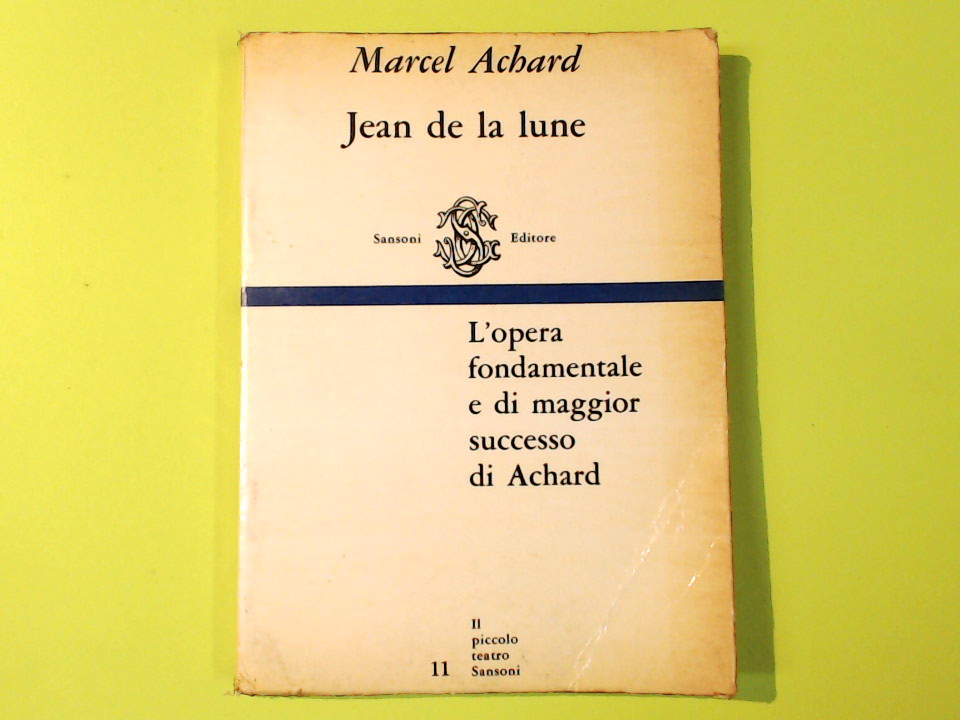 Marcel Achard
Jean de la lune
Sansoni Editore
L'opera
fondamentale
e di maggior
successo
di Achard
Il
piccolo
teatro
11 Sansoni